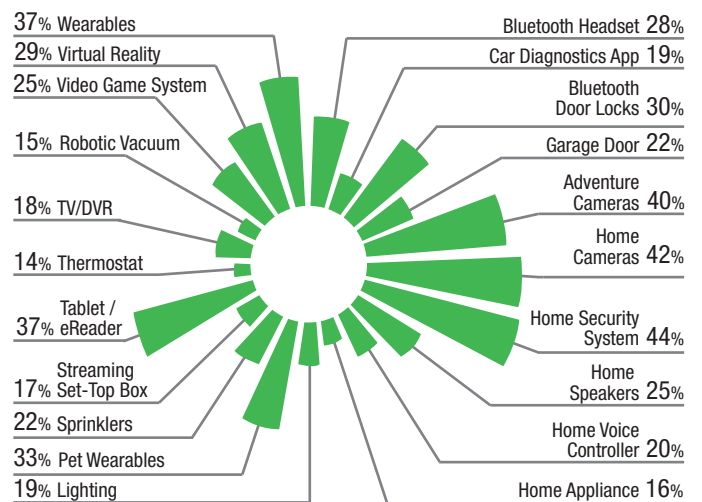 37% Wearables
29% Virtual Reality
25% Video Game System
15% Robotic Vacuum
18% TV/DVR
14% Thermostat
Tablet /
37% eReader
Streaming
17% Set-Top Box
22% Sprinklers
33% Pet Wearables
19% Lighting
Bluetooth Headset 28%
Car Diagnostics App 19%
Bluetooth
Door Locks 30%
Garage Door 22%
Adventure
Cameras 40%
Home
Cameras 42%
Home Security
System 44%
Home
Speakers 25%
Home Voice
Controller 20%
Home Appliance 16%